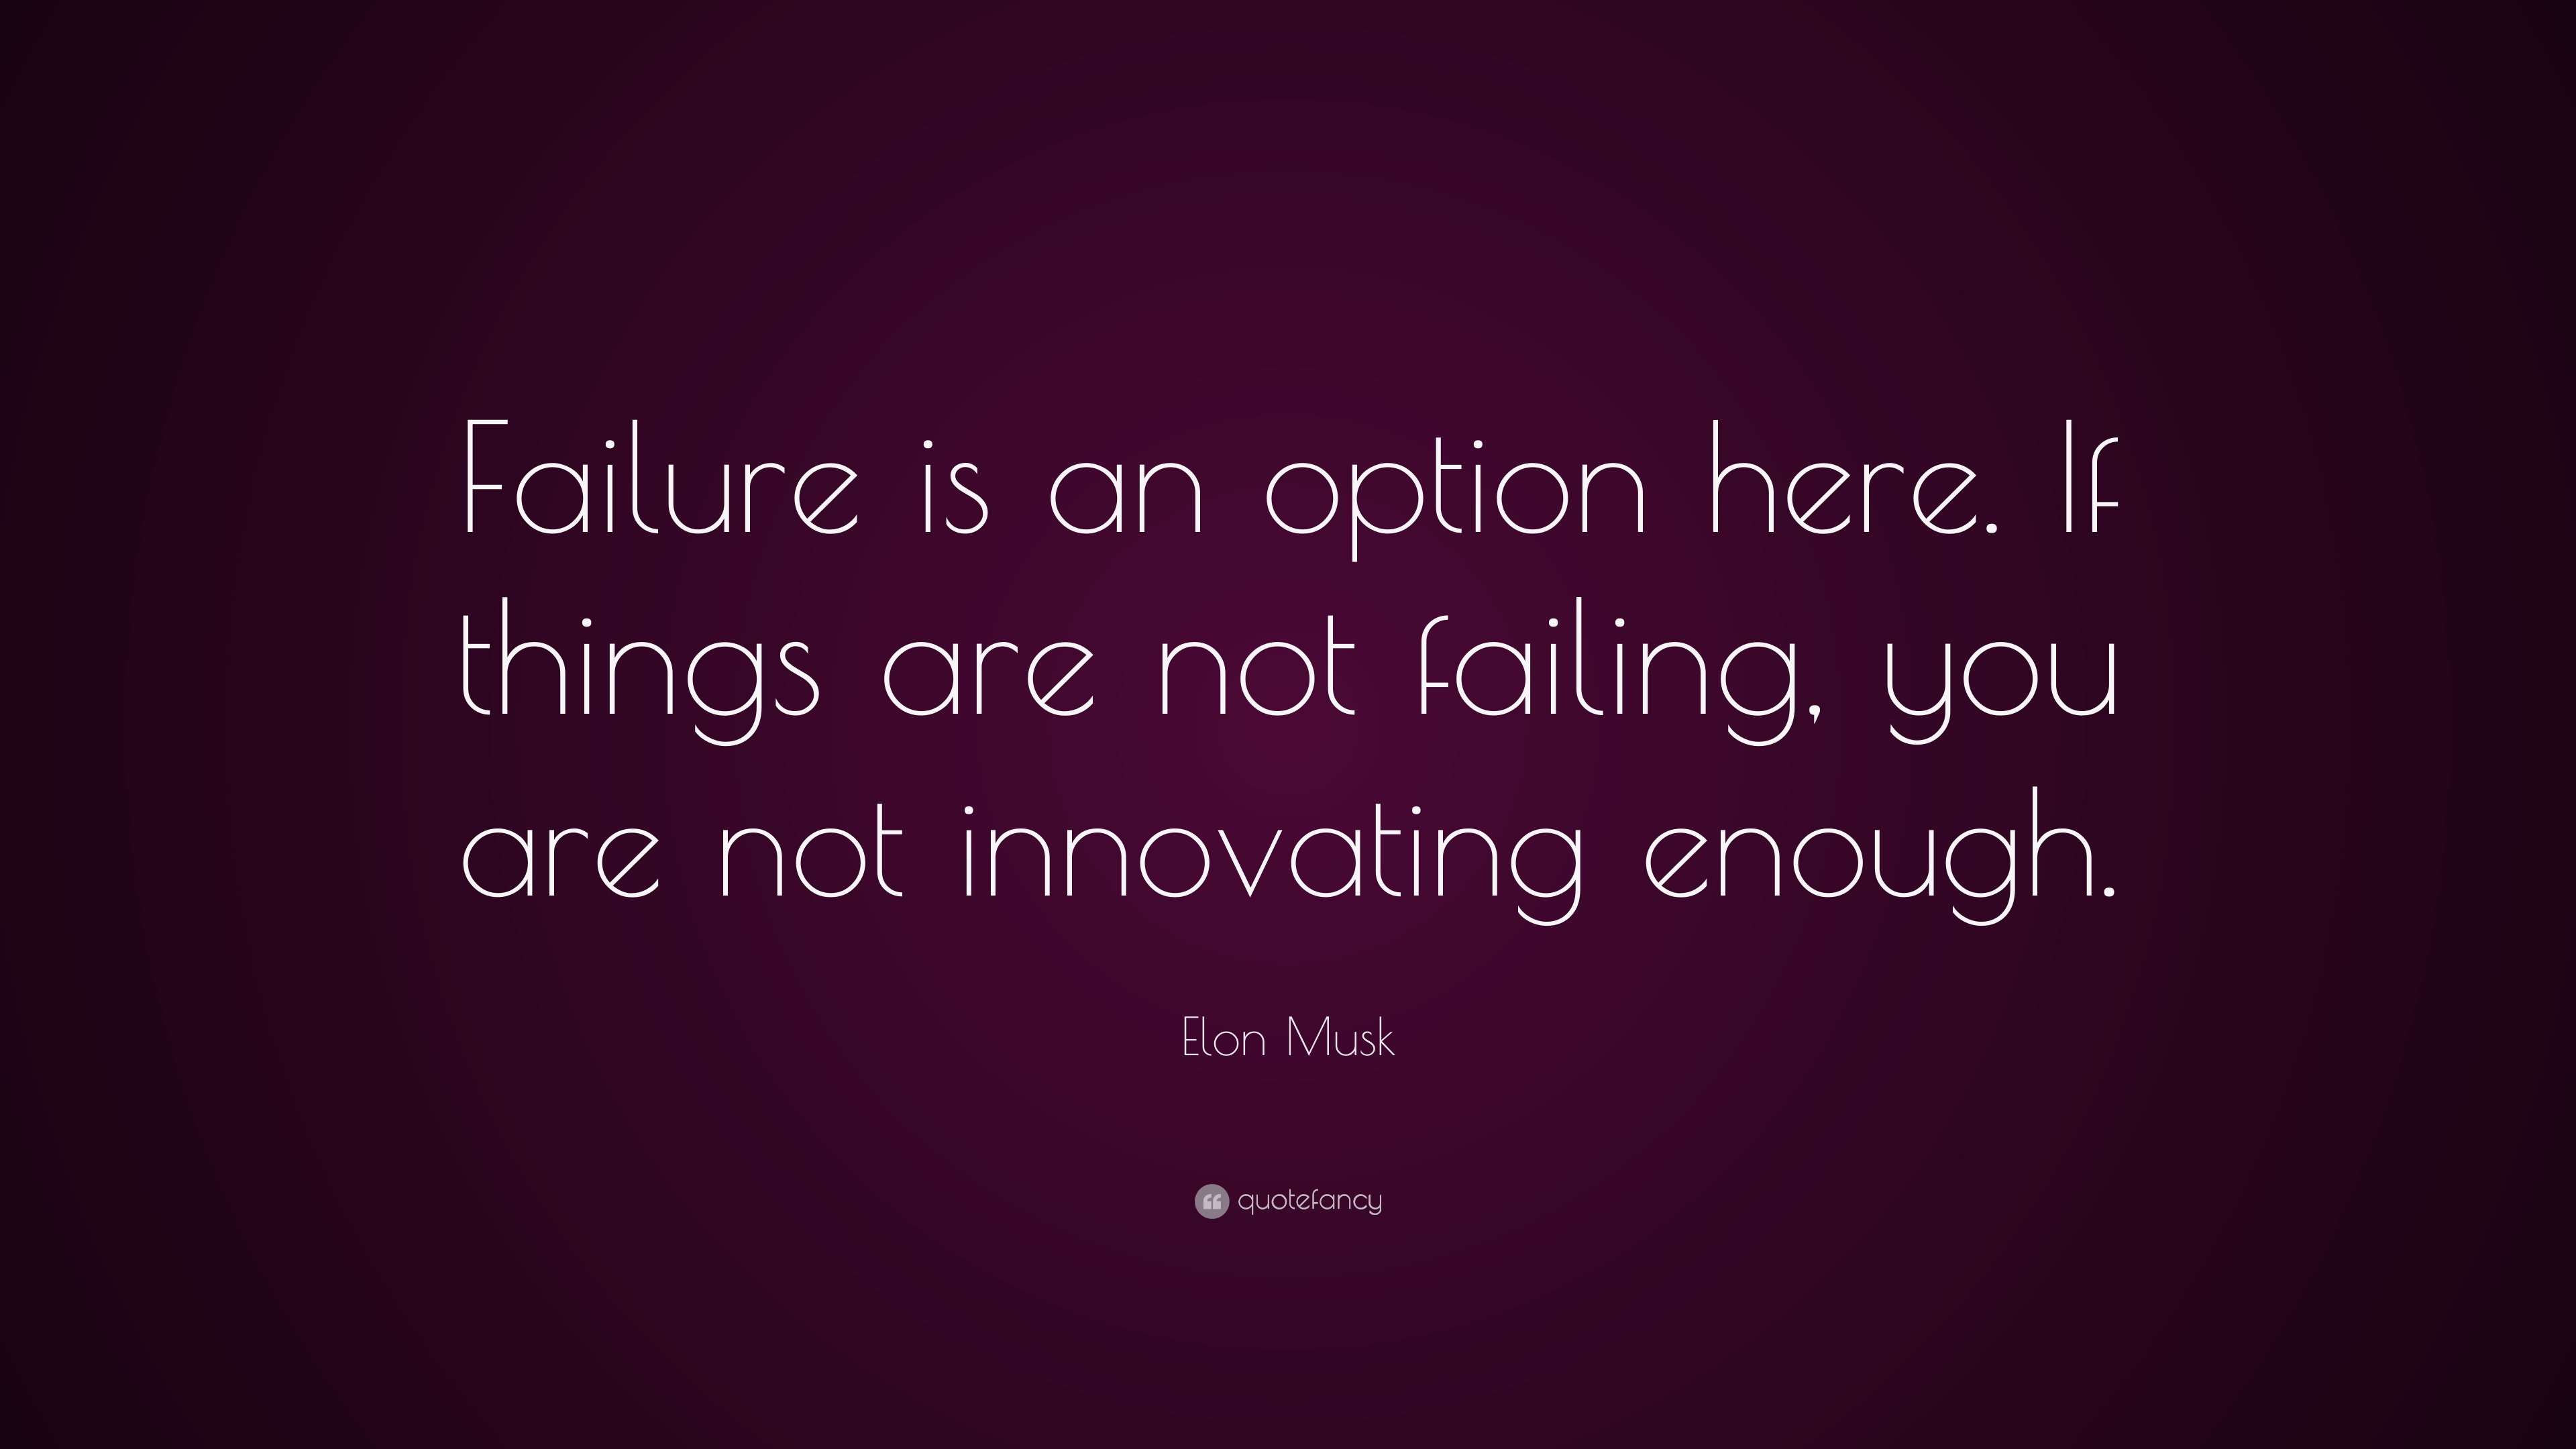 Failure is an option here. If
things are not failing, you
are not innovating enough.
Elon Musk
quotefancy